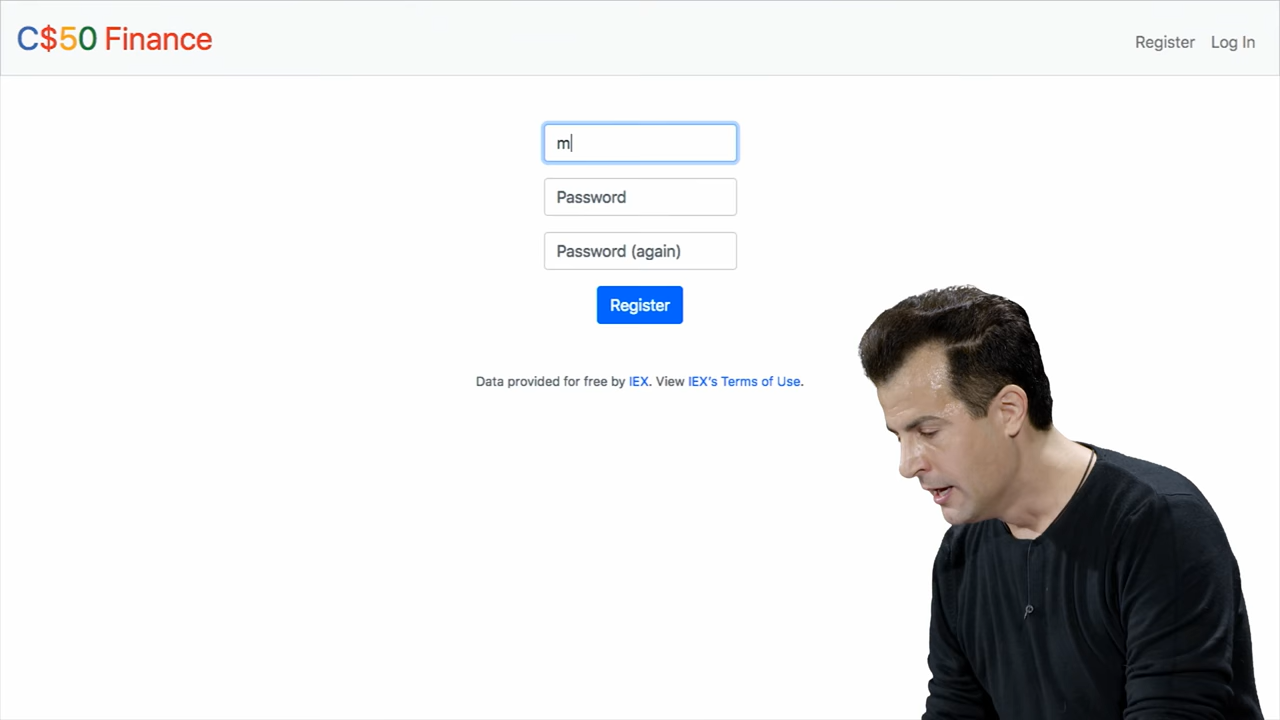 C$50 Finance
Register Log In
m
Password
Password (again)
Register
Data provided for free by IEX. View IEX's Terms of Use.